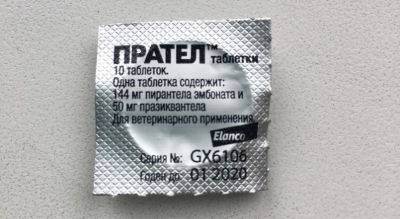 ПРАТЕЛ™ таблетки
10 таблеток.
Одна таблетка содержит:
144 мг пирантела эмбоната и
50 мг празиквантела
Для ветеринарного применения.
Elanco
Серия №: GX6106
Годен до: 01 2020